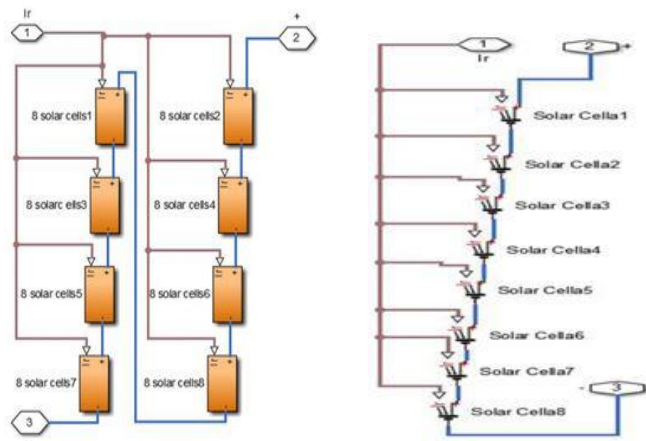 Ir
1
+
2
8 solar cells1
8 solar cells2
8 solarc ells3
8 solar cells4
8 solar cells5
8 solar cells6
8 solar cells7
8 solar cells8
3
1
Ir
2
+
Solar Cella1
Solar Cella2
Solar Cella3
Solar Cella4
Solar Cella5
Solar Cella6
Solar Cella7
-
3
Solar Cella8